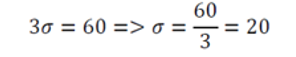 3σ = 60 => σ = 60/3 = 20